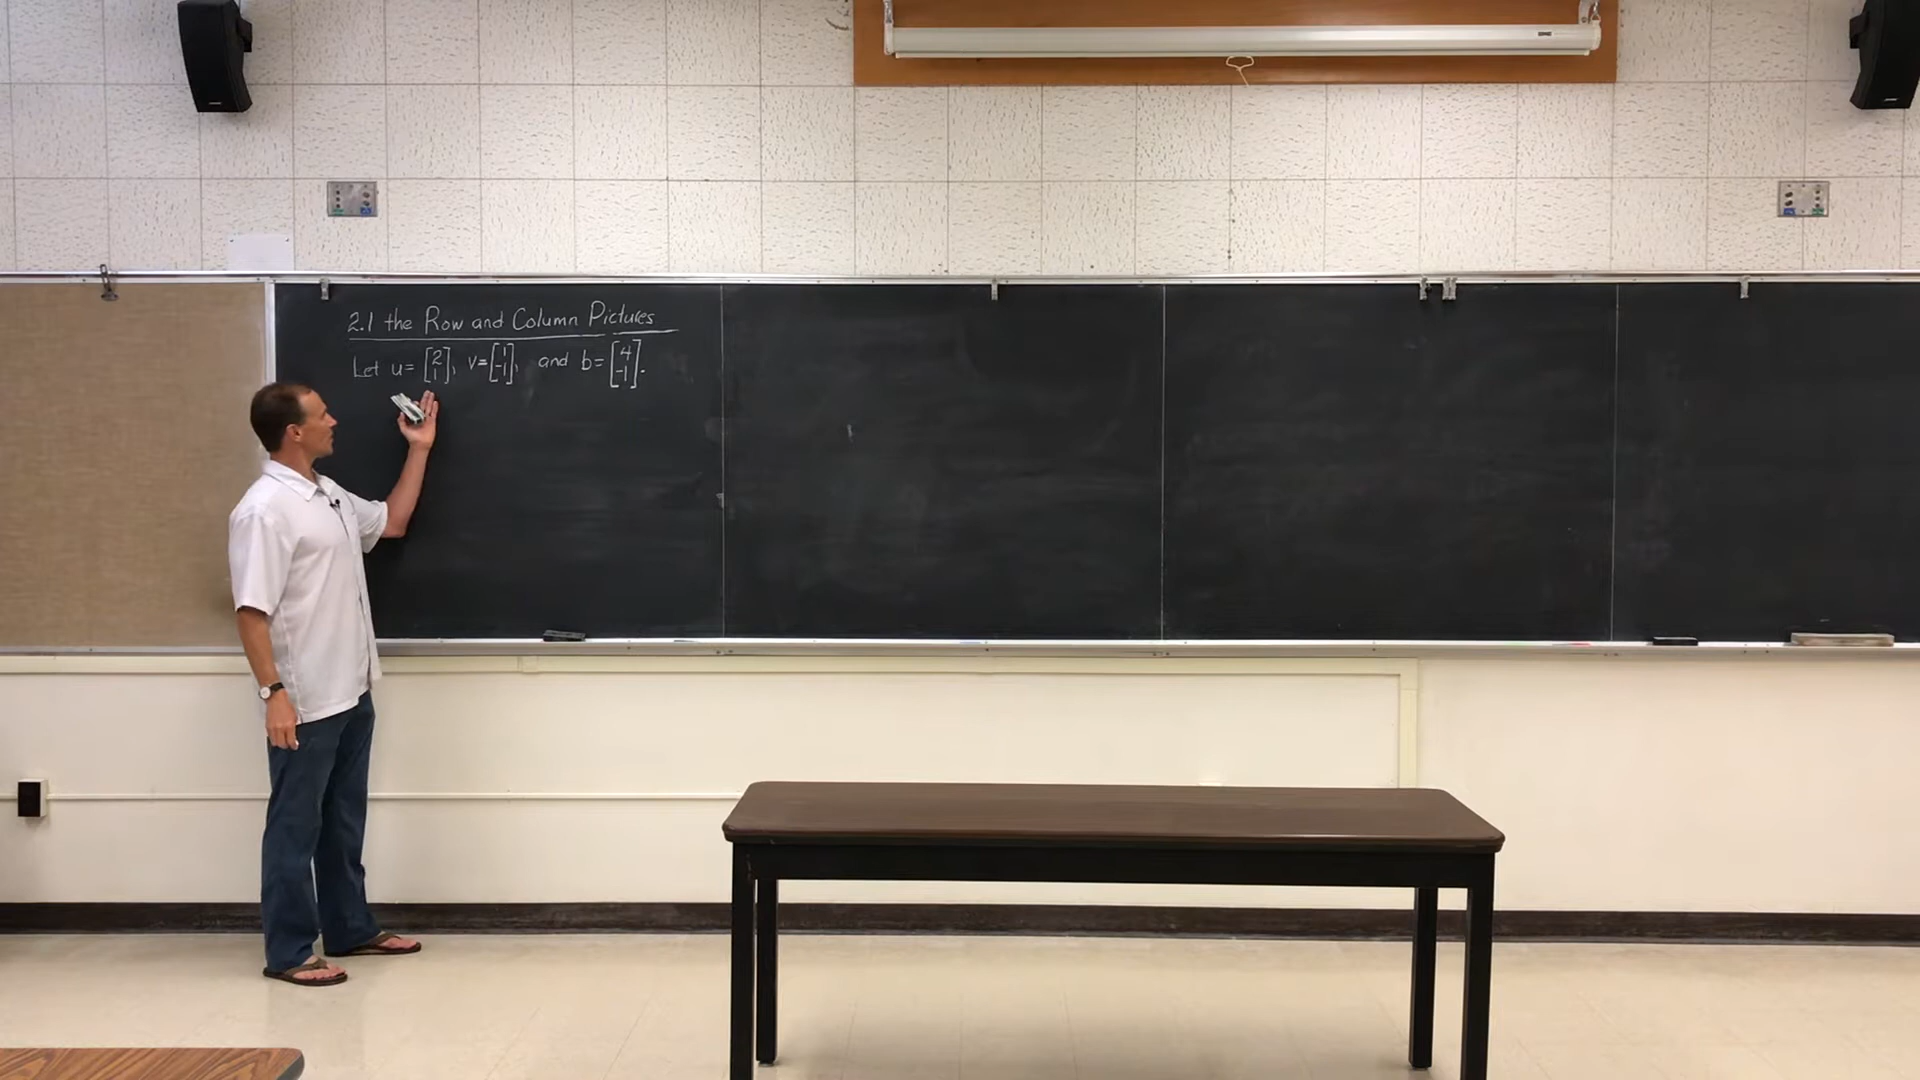 2.1 the Row and Column Pictures
Let u = [2 1], v = [1 -1], and b = [4 -1].